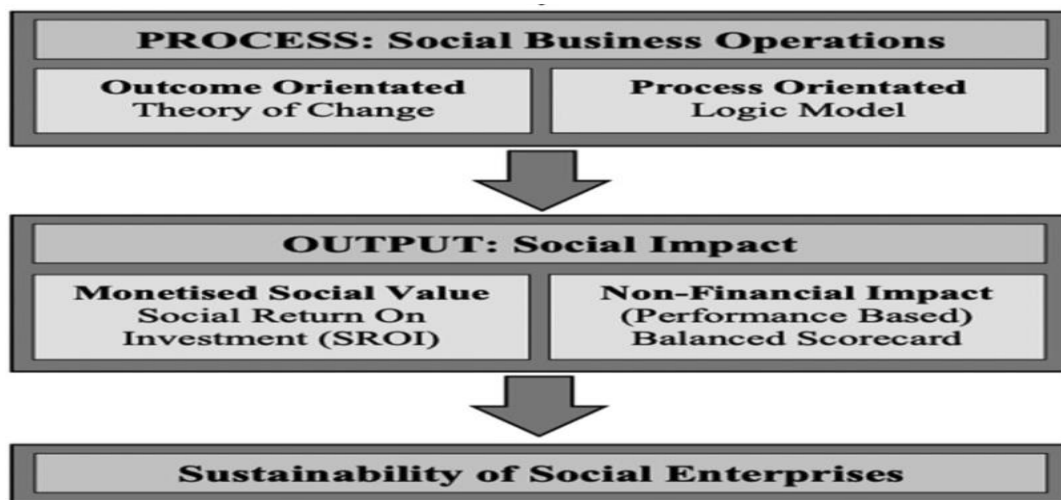 PROCESS: Social Business Operations
Outcome Orientated
Theory of Change
Process Orientated
Logic Model
OUTPUT: Social Impact
Monetised Social Value
Social Return On
Investment (SROI)
Non-Financial Impact
(Performance Based)
Balanced Scorecard
Sustainability of Social Enterprises